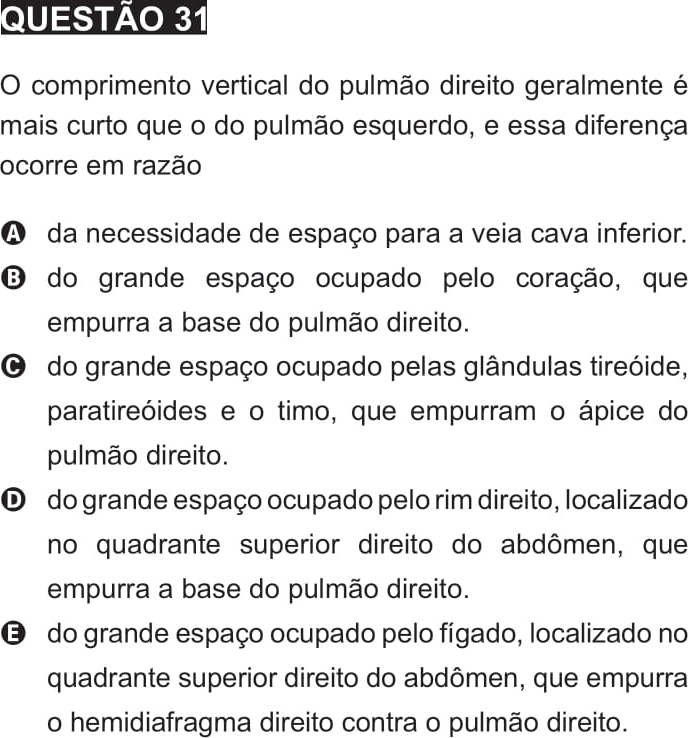 QUESTÃO 31
O comprimento vertical do pulmão direito geralmente é
mais curto que o do pulmão esquerdo, e essa diferença
ocorre em razão
A da necessidade de espaço para a veia cava inferior.
B do grande espaço ocupado pelo coração, que
empurra a base do pulmão direito.
C do grande espaço ocupado pelas glândulas tireóide,
paratireóides e o timo, que empurram o ápice do
pulmão direito.
D do grande espaço ocupado pelo rim direito, localizado
no quadrante superior direito do abdômen, que
empurra a base do pulmão direito.
E do grande espaço ocupado pelo fígado, localizado no
quadrante superior direito do abdômen, que empurra
o hemidiafragma direito contra o pulmão direito.